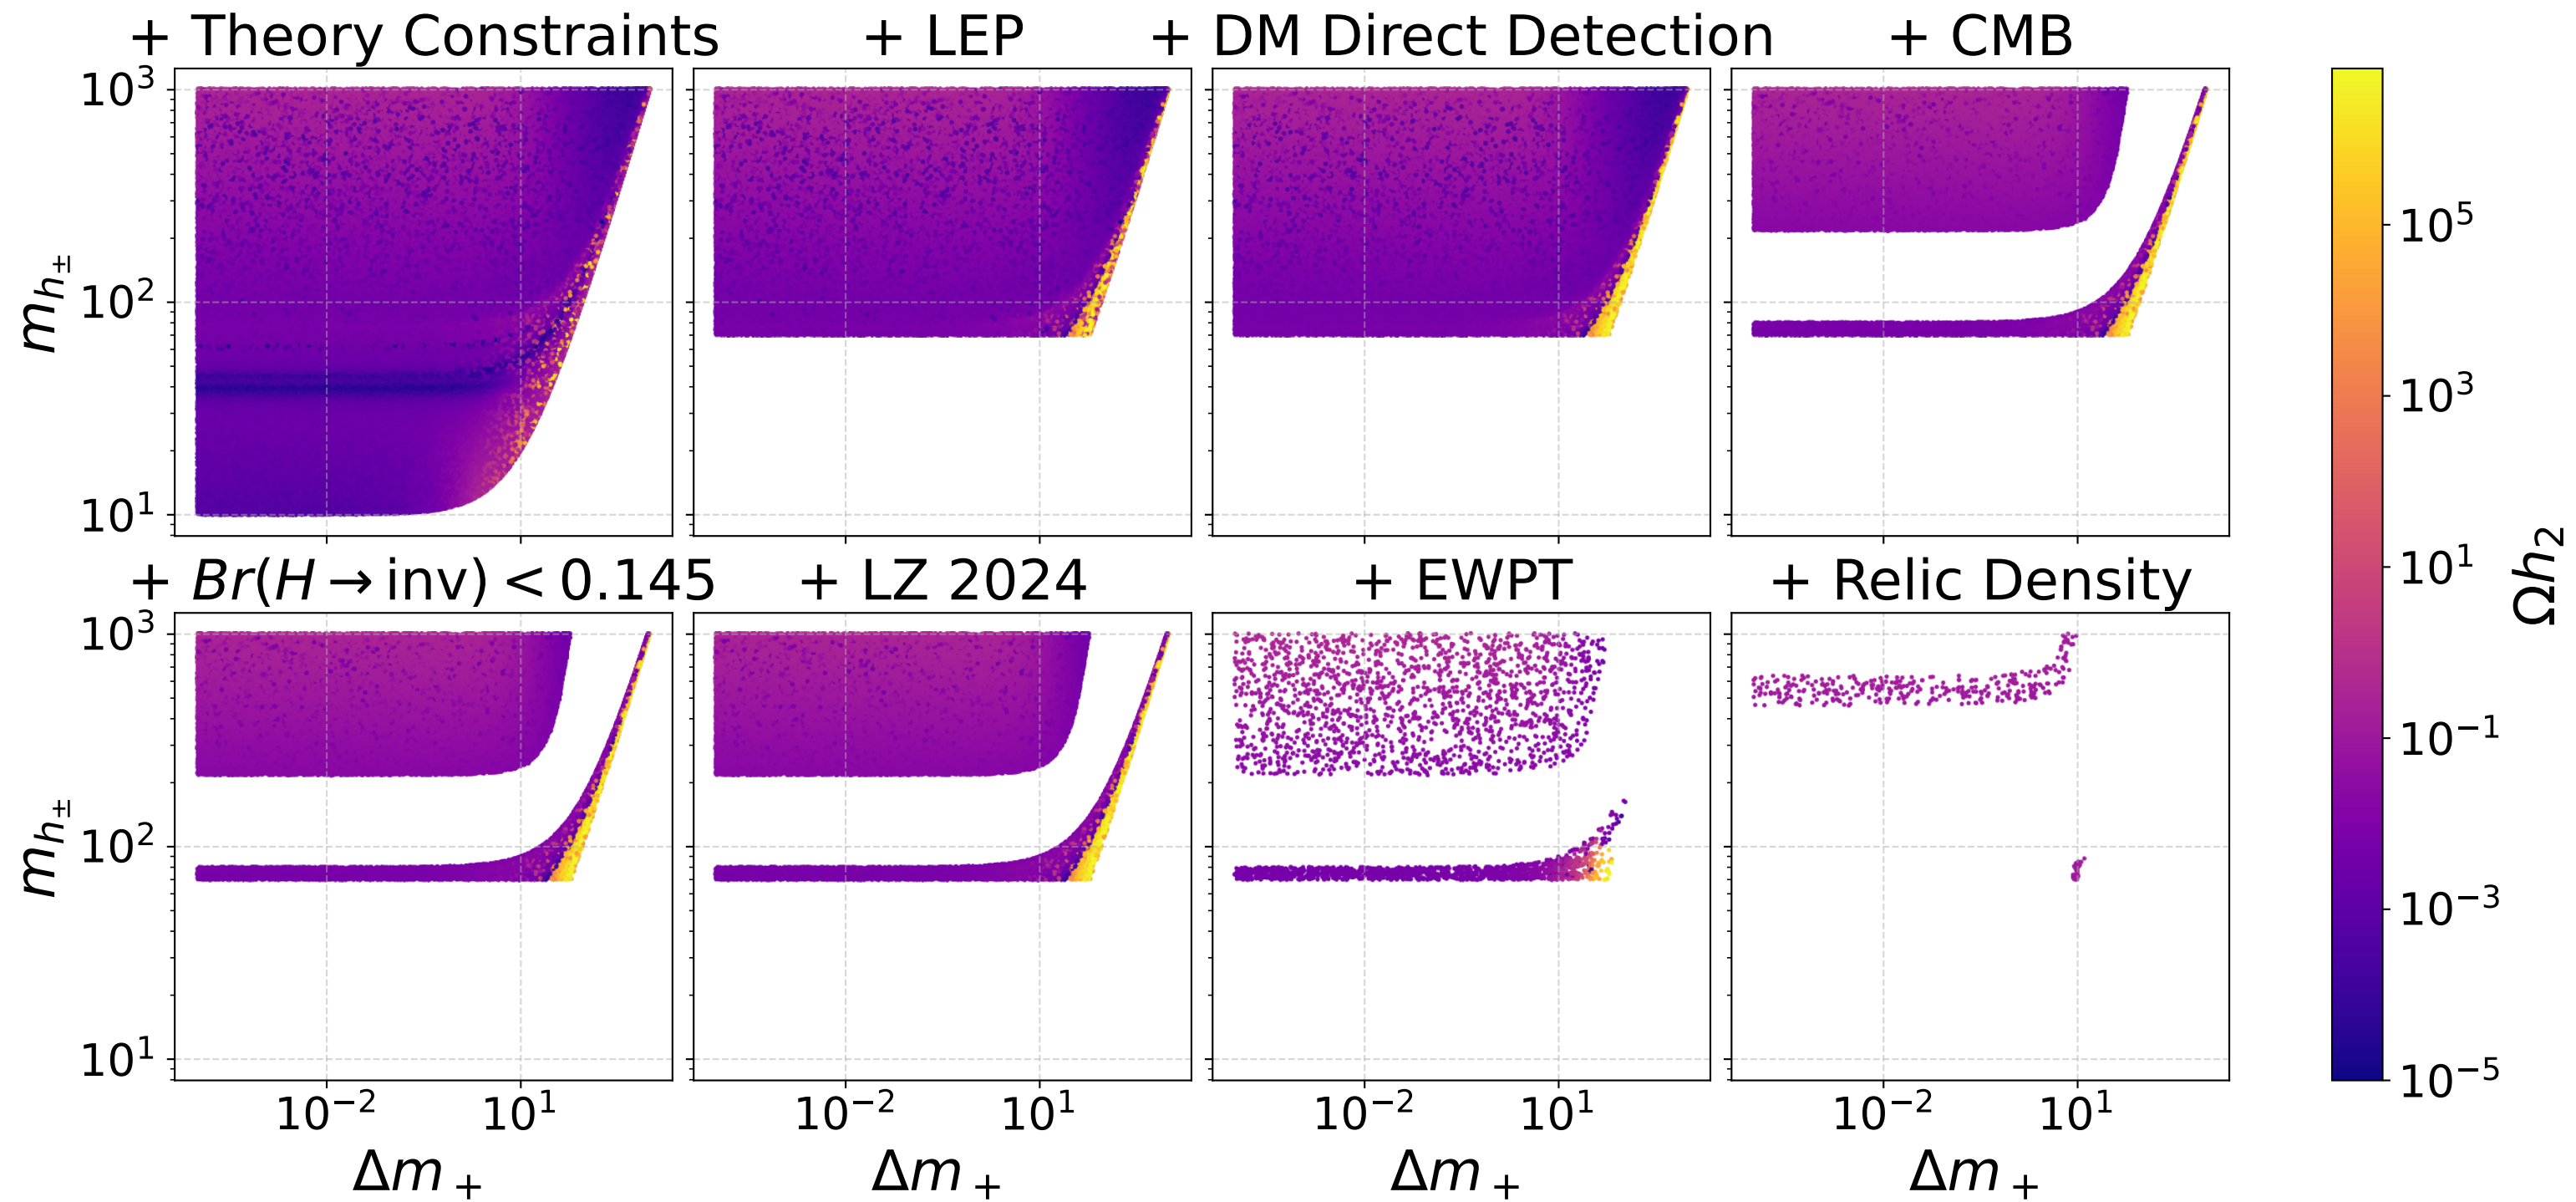 + Theory Constraints
+ LEP
+ DM Direct Detection
+ CMB
10³
10²
10¹
m_{h_±}
+ Br(H → inv) < 0.145
+ LZ 2024
+ EWPT
+ Relic Density
10³
10²
10¹
m_{h_±}
10⁻² 10¹
10⁻² 10¹
10⁻² 10¹
10⁻² 10¹
Δm₊
Δm₊
Δm₊
Δm₊
10⁵
10³
10¹
10⁻¹
10⁻³
10⁻⁵
Ωh₂